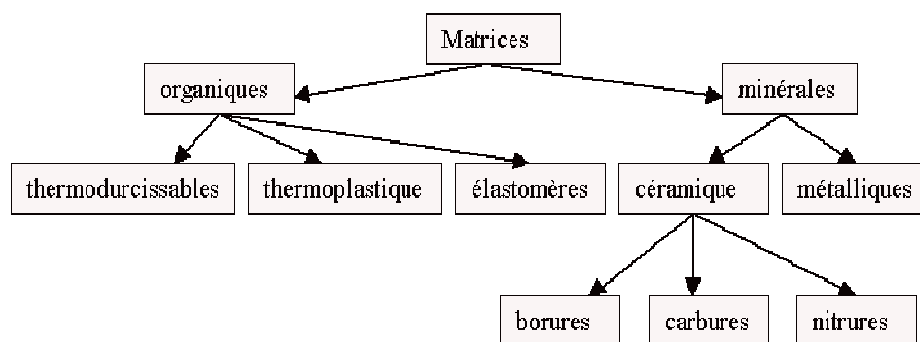 Matrices
organiques
minérales
thermodurcissables
thermoplastique
élastomères
céramique
métalliques
borures
carbures
nitrures